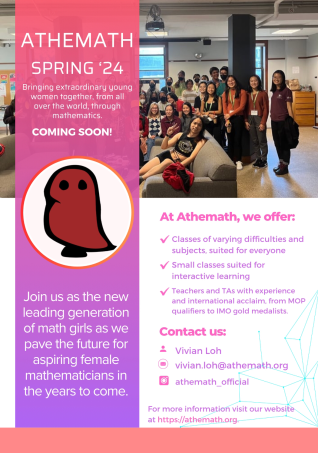 ATHEMATH
SPRING ‘24
Bringing extraordinary young
women together, from all
over the world, through
mathematics.
COMING SOON!
Join us as the new
leading generation
of math girls as we
pave the future for
aspiring female
mathematicians in
the years to come.
At Athemath, we offer:
Classes of varying difficulties and
subjects, suited for everyone
Small classes suited for
interactive learning
Teachers and TAs with experience
and international acclaim, from MOP
qualifiers to IMO gold medalists.
Contact us:
Vivian Loh
vivian.loh@athemath.org
athemath_official
For more information visit our website
at https://athemath.org.